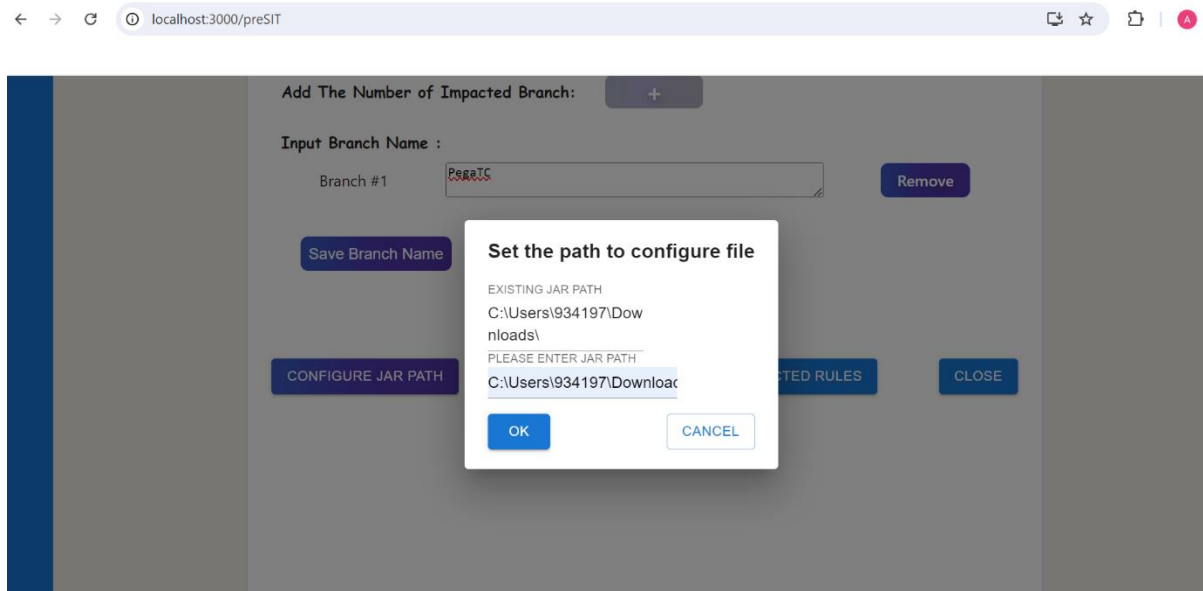 localhost:3000/preSIT
A
Add The Number of Impacted Branch:
+
Input Branch Name :
Branch #1
PegaTC
Remove
Save Branch Name
Set the path to configure file
EXISTING JAR PATH
C:\Users\934197\Dow
nloads\
PLEASE ENTER JAR PATH
C:\Users\934197\Downloac
OK
CANCEL
CONFIGURE JAR PATH
CTED RULES
CLOSE